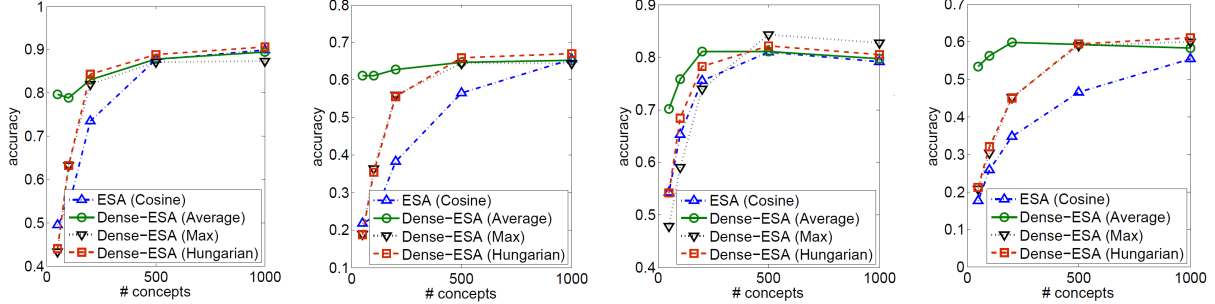 accuracy
1
0.9
0.8
0.7
0.6
0.5
0.4
0
500
1000
# concepts
ESA (Cosine)
Dense-ESA (Average)
Dense-ESA (Max)
Dense-ESA (Hungarian)
accuracy
0.8
0.7
0.6
0.5
0.4
0.3
0.2
0.1
0
500
1000
# concepts
ESA (Cosine)
Dense-ESA (Average)
Dense-ESA (Max)
Dense-ESA (Hungarian)
accuracy
0.9
0.8
0.7
0.6
0.5
0.4
0
500
1000
# concepts
ESA (Cosine)
Dense-ESA (Average)
Dense-ESA (Max)
Dense-ESA (Hungarian)
accuracy
0.7
0.6
0.5
0.4
0.3
0.2
0.1
0
0
500
1000
# concepts
ESA (Cosine)
Dense-ESA (Average)
Dense-ESA (Max)
Dense-ESA (Hungarian)